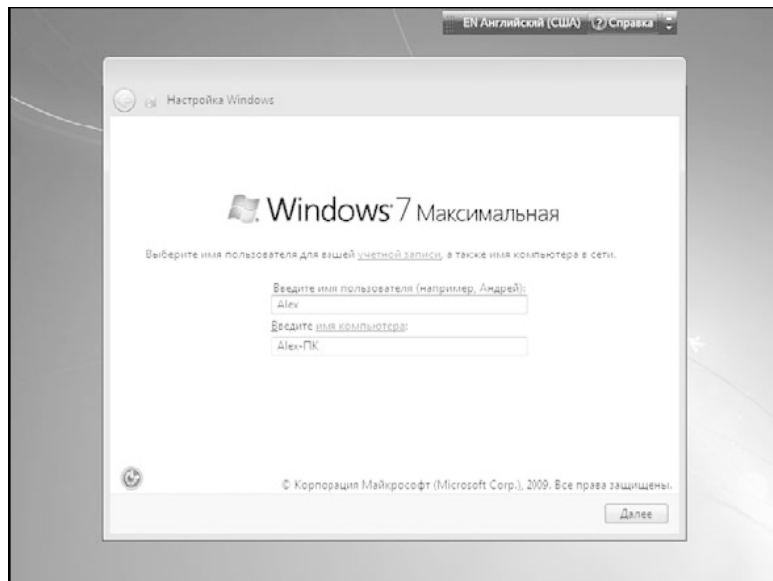 EN Английский (США) ? Справка
Настройка Windows
Windows 7 Максимальная
Выберите имя пользователя для вашей учетной записи, а также имя компьютера в сети.
Введите имя пользователя (например, Андрей):
Alex
Введите имя компьютера:
Alex-ПК
© Корпорация Майкрософт (Microsoft Corp.), 2009. Все права защищены.
Далее